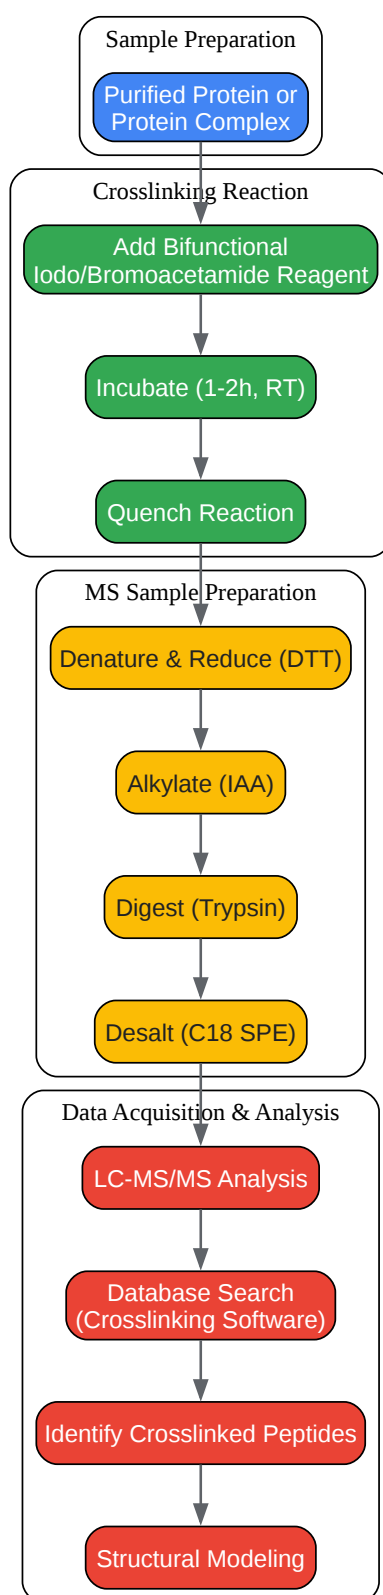 Sample Preparation
Purified Protein or
Protein Complex
Crosslinking Reaction
Add Bifunctional
Iodo/Bromoacetamide Reagent
Incubate (1-2h, RT)
Quench Reaction
MS Sample Preparation
Denature & Reduce (DTT)
Alkylate (IAA)
Digest (Trypsin)
Desalt (C18 SPE)
Data Acquisition & Analysis
LC-MS/MS Analysis
Database Search
(Crosslinking Software)
Identify Crosslinked Peptides
Structural Modeling